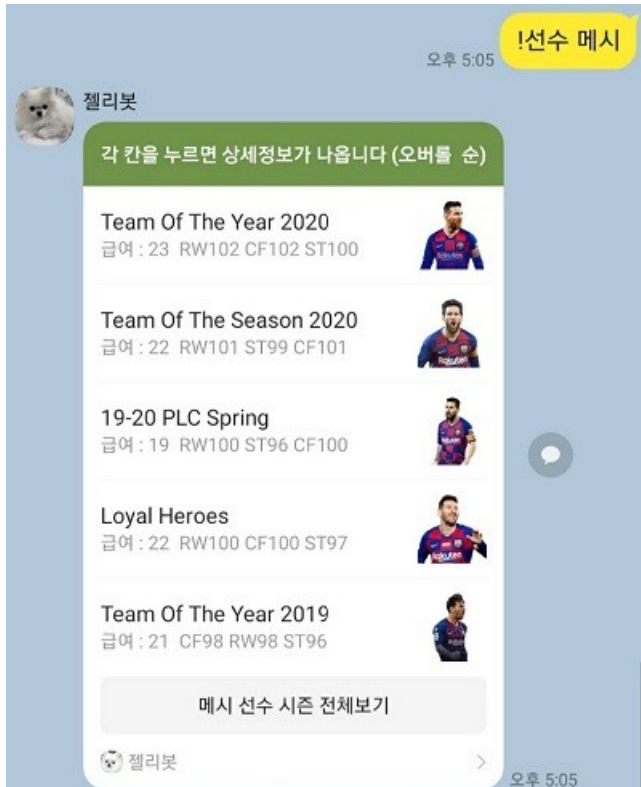 !선수 메시
오후 5:05
젤리봇
각 칸을 누르면 상세정보가 나옵니다 (오버롤 순)
Team Of The Year 2020
급여 : 23 RW102 CF102 ST100
Team Of The Season 2020
급여 : 22 RW101 ST99 CF101
19-20 PLC Spring
급여 : 19 RW100 ST96 CF100
Loyal Heroes
급여 : 22 RW100 CF100 ST97
Team Of The Year 2019
급여 : 21 CF98 RW98 ST96
메시 선수 시즌 전체보기
젤리봇
오후 5:05